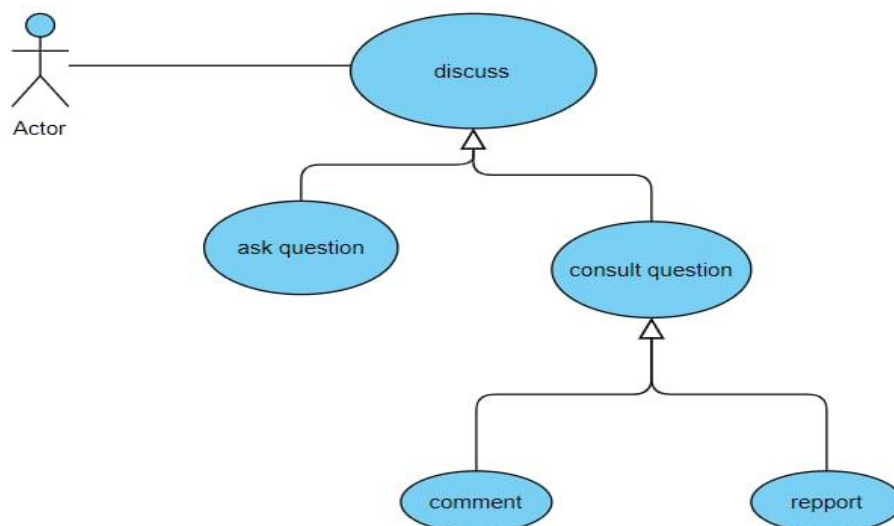 discuss
Actor
ask question
consult question
comment
repport